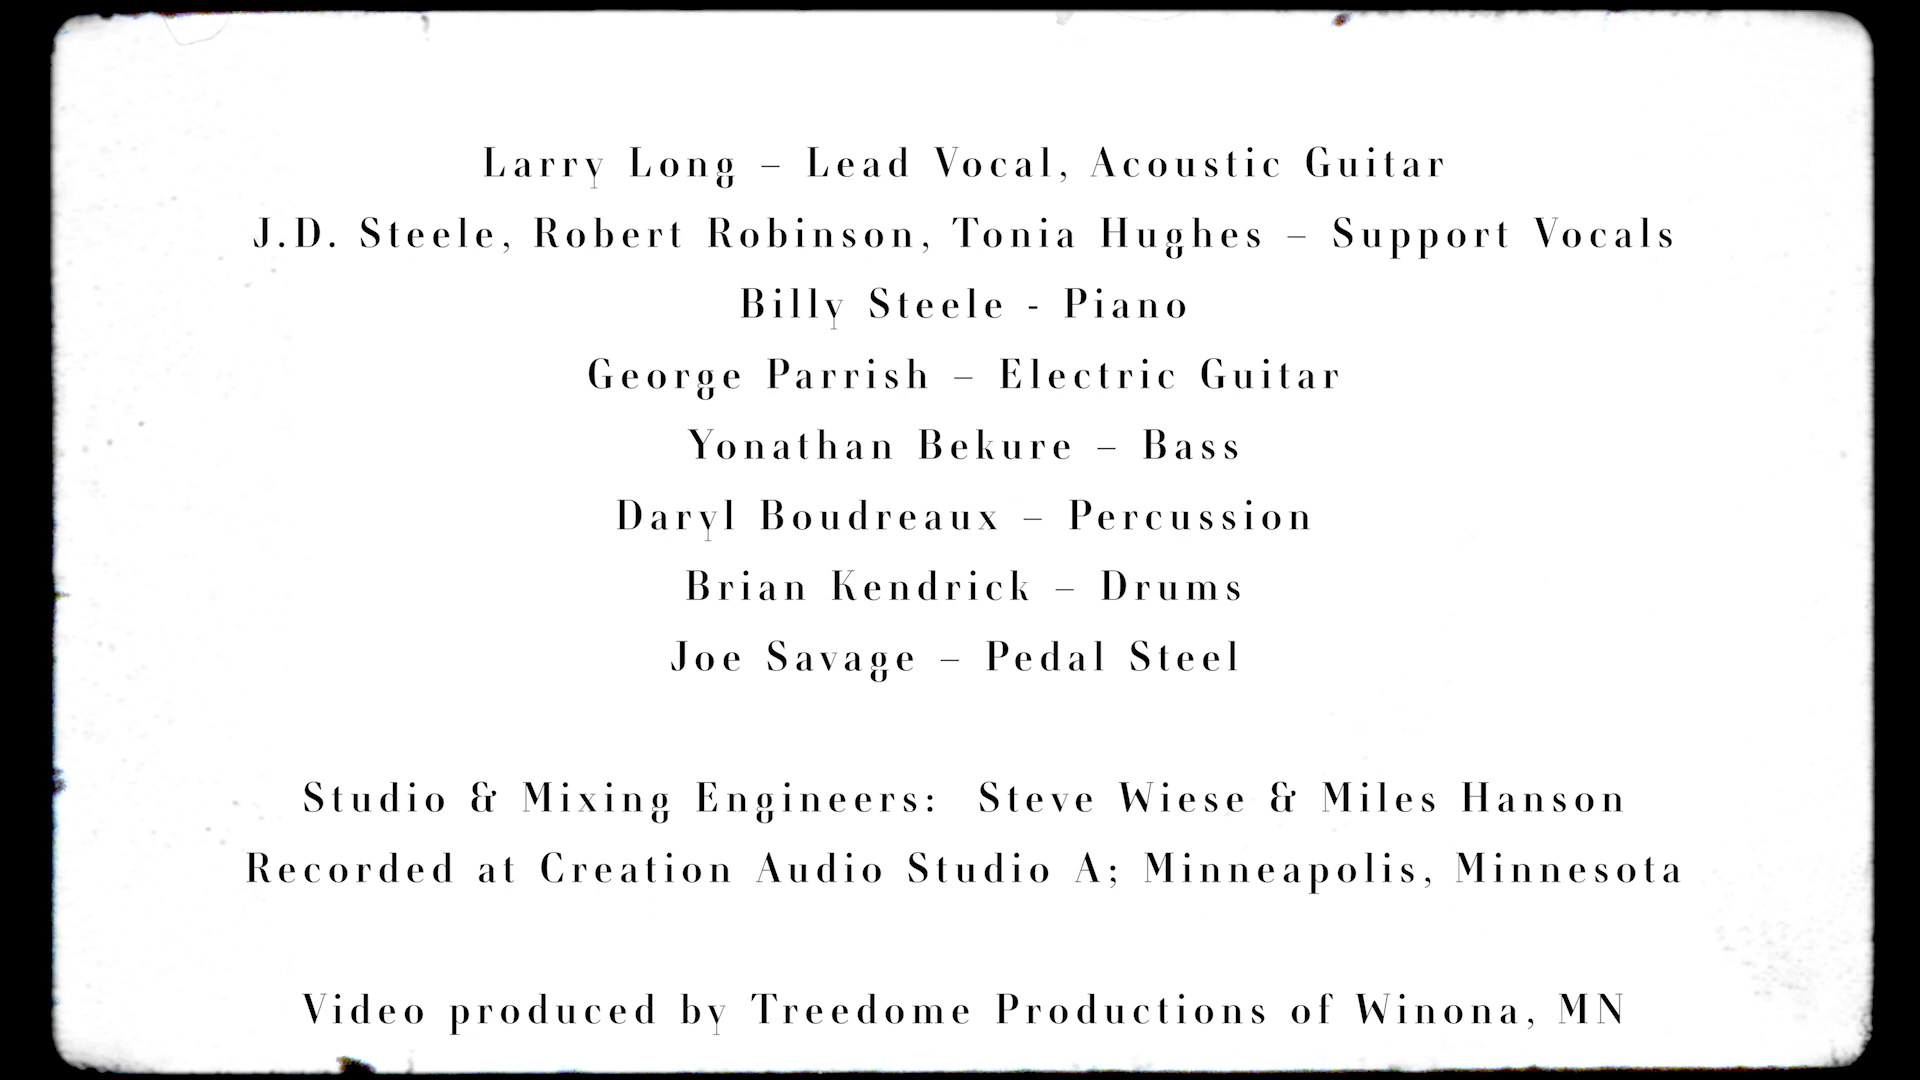 Larry Long – Lead Vocal, Acoustic Guitar
J.D. Steele, Robert Robinson, Tonia Hughes – Support Vocals
Billy Steele - Piano
George Parrish – Electric Guitar
Yonathan Bekure – Bass
Daryl Boudreaux – Percussion
Brian Kendrick – Drums
Joe Savage – Pedal Steel
Studio & Mixing Engineers:  Steve Wiese & Miles Hanson
Recorded at Creation Audio Studio A; Minneapolis, Minnesota
Video produced by Treedome Productions of Winona, MN